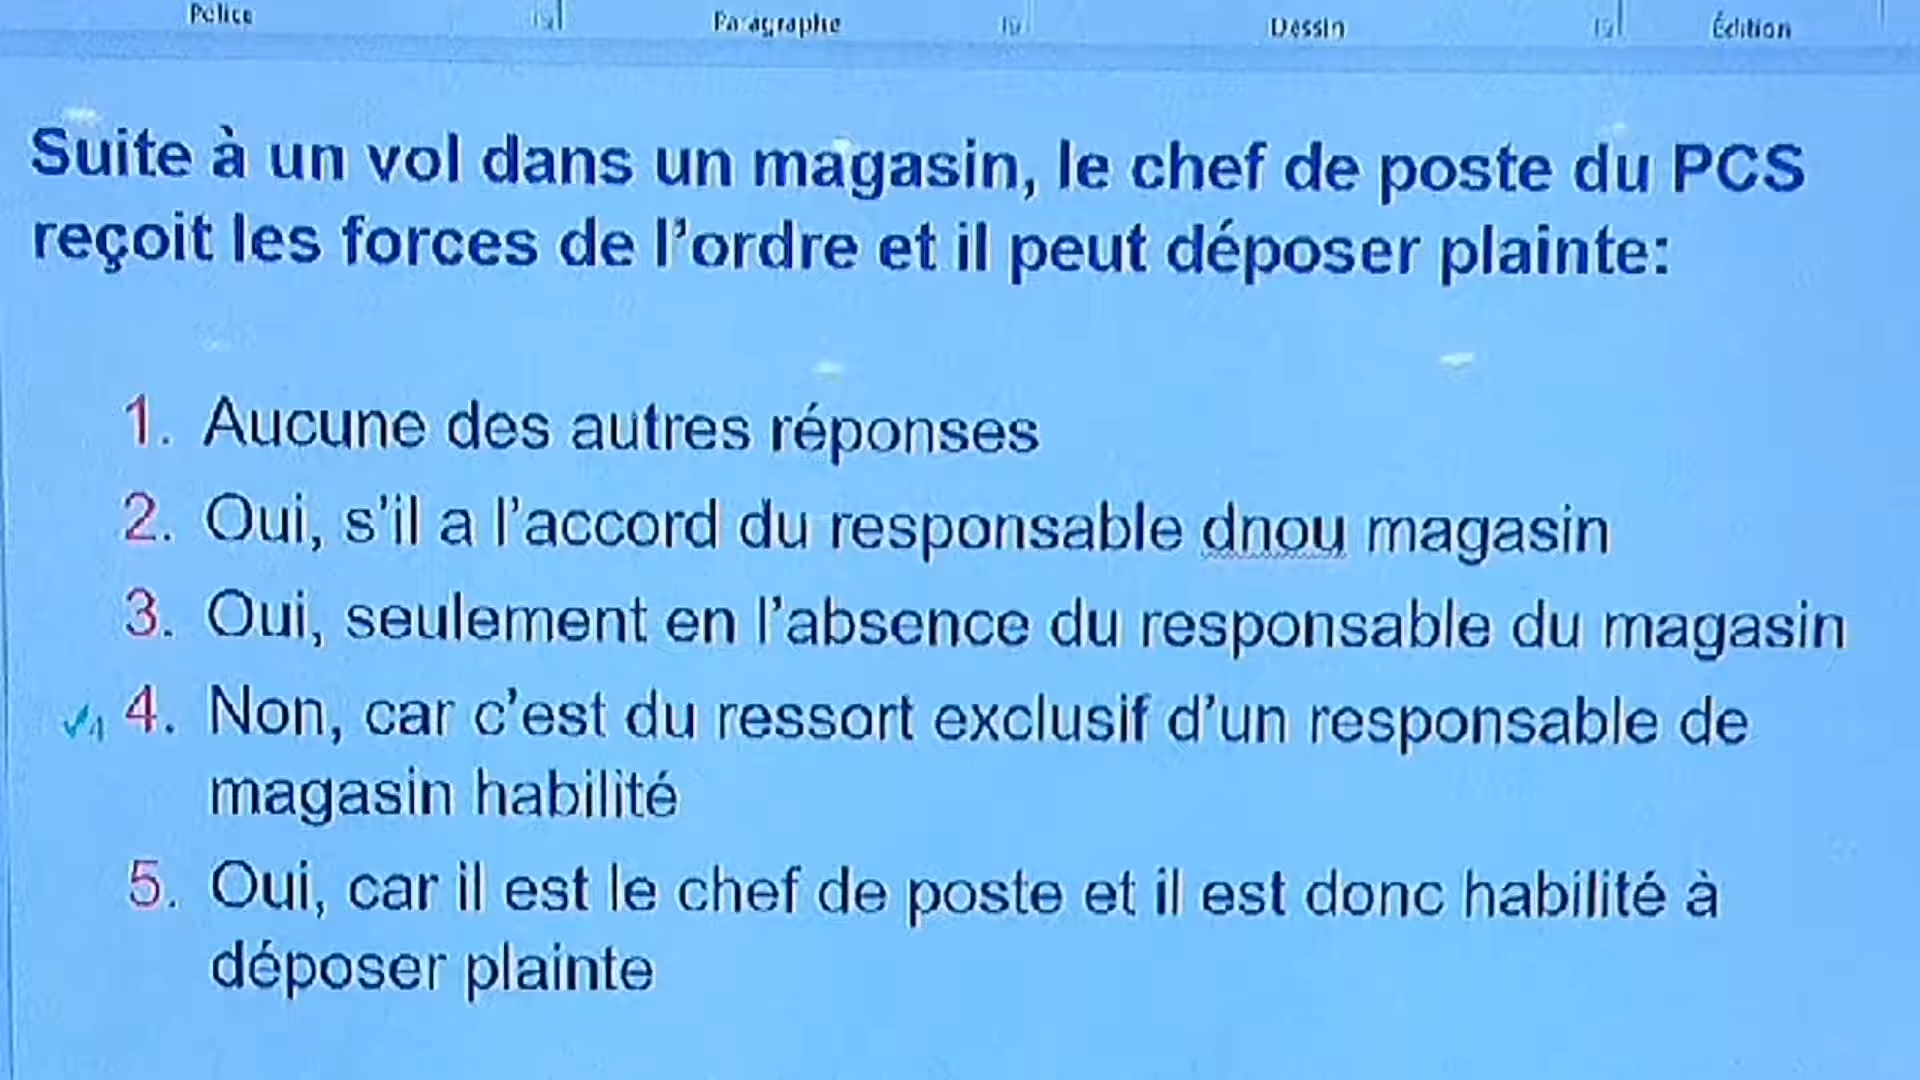 Police
Paragraphe
Dessin
Édition
Suite à un vol dans un magasin, le chef de poste du PCS
reçoit les forces de l'ordre et il peut déposer plainte:
1. Aucune des autres réponses
2. Oui, s'il a l'accord du responsable dnou magasin
3. Oui, seulement en l'absence du responsable du magasin
4. Non, car c'est du ressort exclusif d'un responsable de
magasin habilité
5. Oui, car il est le chef de poste et il est donc habilité à
déposer plainte